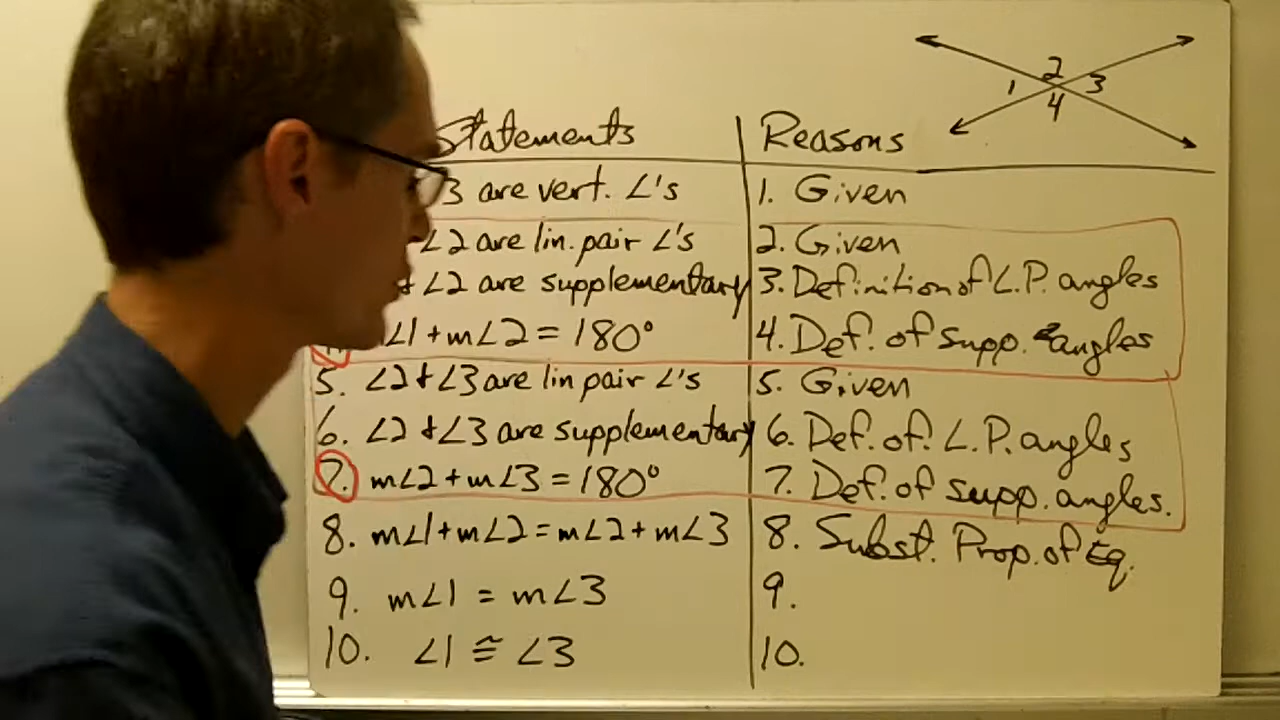 2
1 3
4
Statements Reasons
3 are vert. ∠'s 1. Given
∠2 are lin. pair ∠'s 2. Given
& ∠2 are supplementary 3. Definition of L.P. angles
∠1 + m∠2 = 180° 4. Def. of supp. angles
5. ∠2 & ∠3 are lin pair ∠'s 5. Given
6. ∠2 & ∠3 are supplementary 6. Def. of. L.P. angles
7. m∠2 + m∠3 = 180° 7. Def. of supp. angles.
8. m∠1 + m∠2 = m∠2 + m∠3 8. Subst. Prop. of Eq.
9. m∠1 = m∠3 9.
10. ∠1 ≅ ∠3 10.